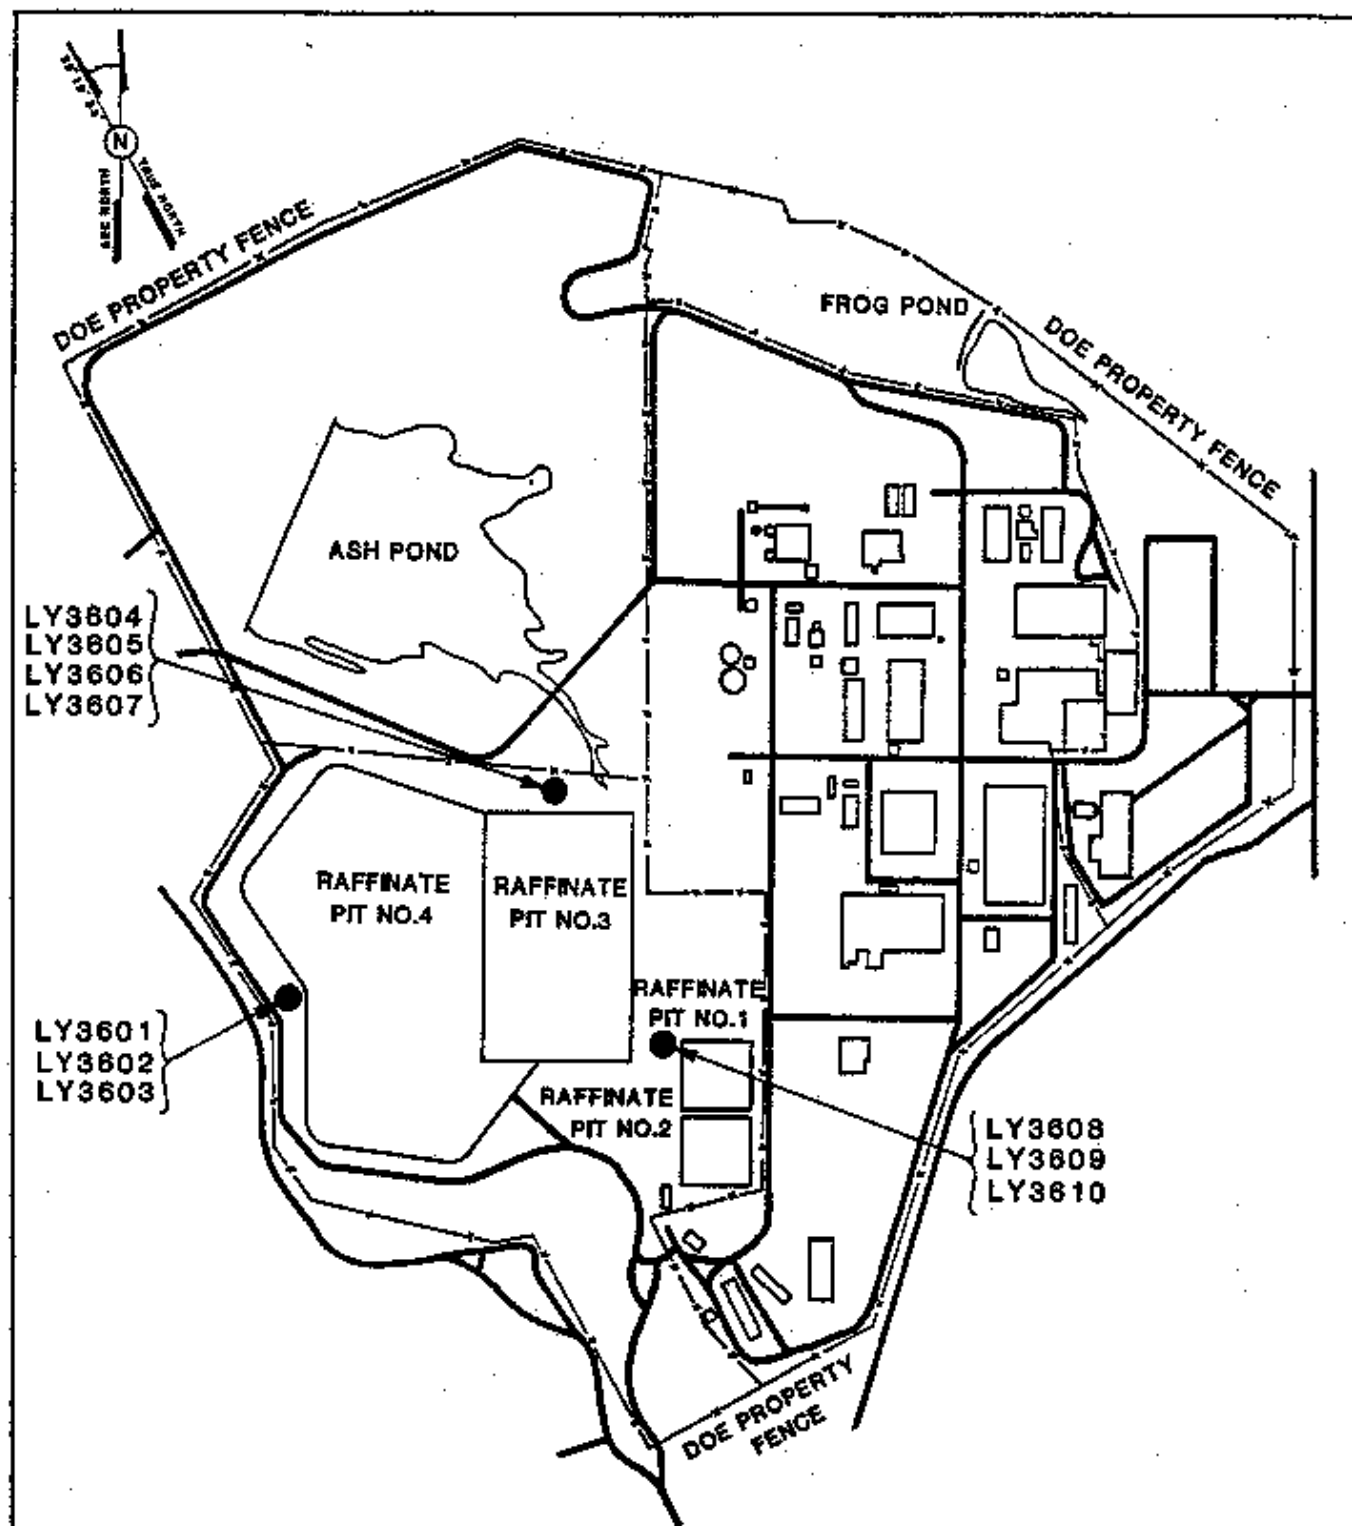 N
TRUE NORTH
DOE PROPERTY FENCE
FROG POND
DOE PROPERTY FENCE
ASH POND
LY3604
LY3605
LY3606
LY3607
RAFFINATE
PIT NO.4
RAFFINATE
PIT NO.3
RAFFINATE
PIT NO.1
LY3601
LY3602
LY3603
RAFFINATE
PIT NO.2
LY3608
LY3609
LY3610
DOE PROPERTY
FENCE